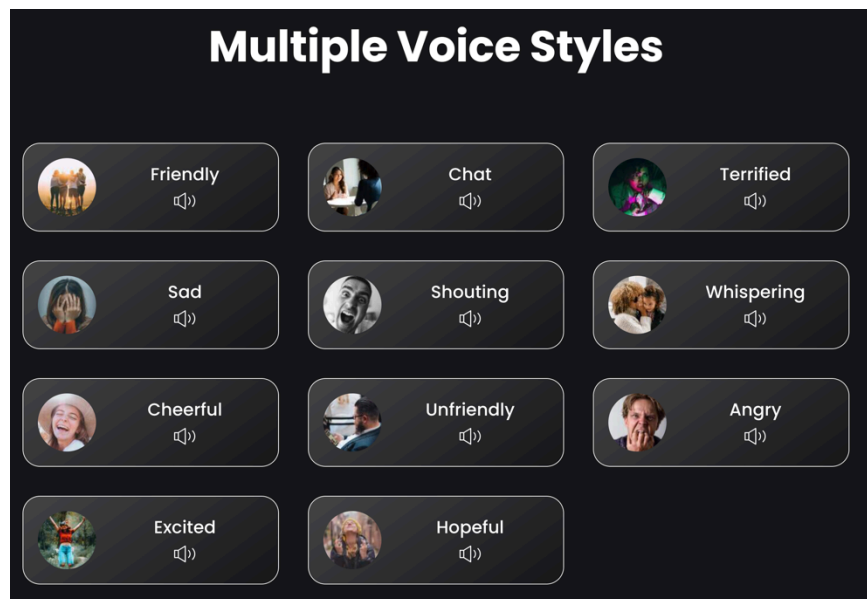 Multiple Voice Styles
Friendly
Chat
Terrified
Sad
Shouting
Whispering
Cheerful
Unfriendly
Angry
Excited
Hopeful